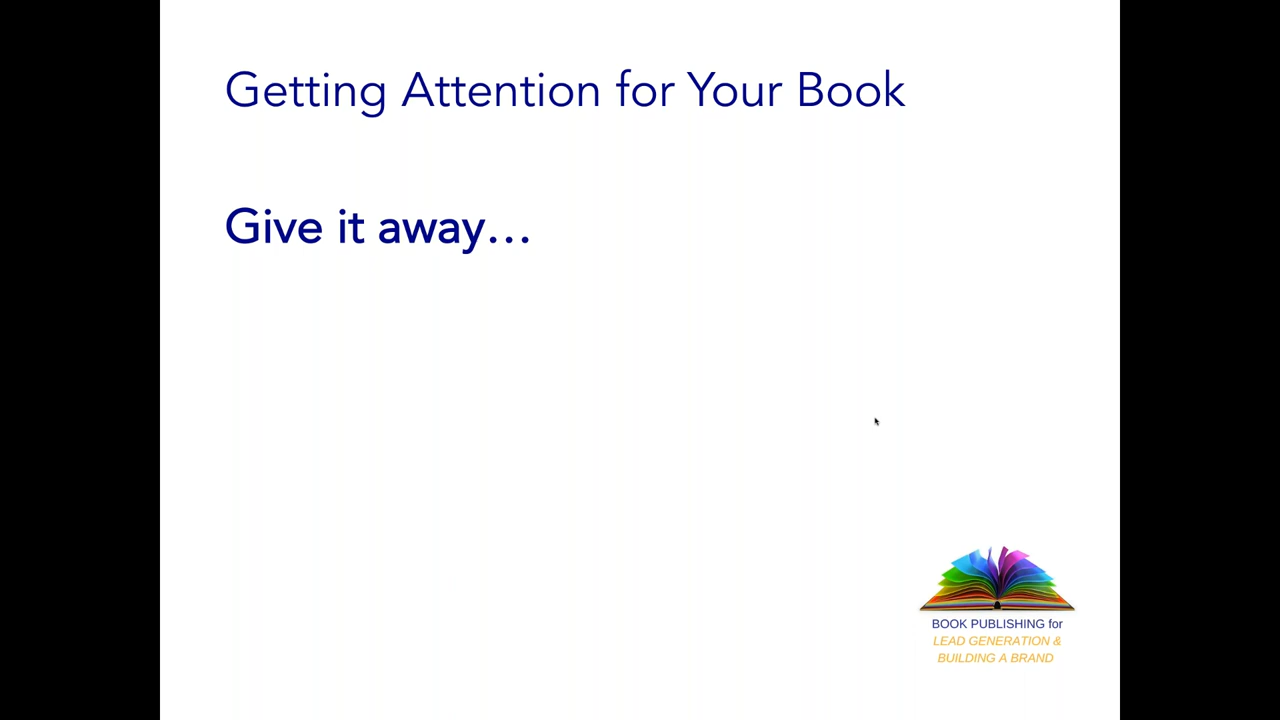 Getting Attention for Your Book
Give it away…
BOOK PUBLISHING for
LEAD GENERATION &
BUILDING A BRAND